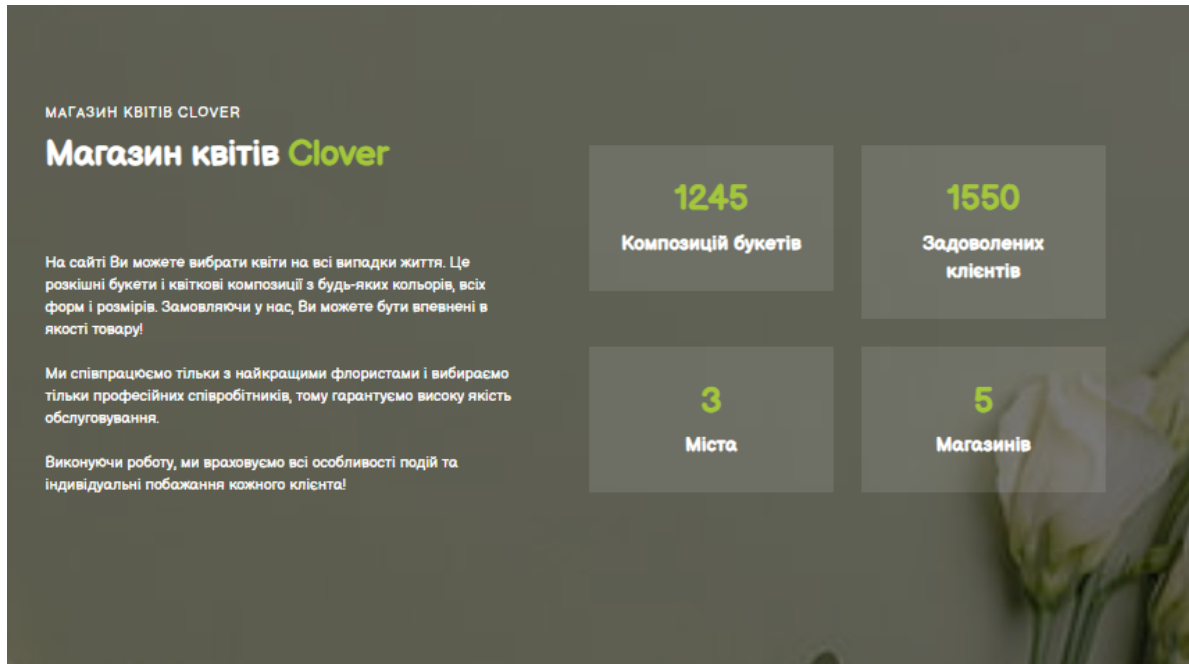 МАГАЗИН КВІТІВ CLOVER
Магазин квітів Clover
На сайті Ви можете вибрати квіти на всі випадки життя. Це
розкішні букети і квіткові композиції з будь-яких кольорів, всіх
форм і розмірів. Замовляючи у нас, Ви можете бути впевнені в
якості товару!
Ми співпрацюємо тільки з найкращими флористами і вибираємо
тільки професійних співробітників, тому гарантуємо високу якість
обслуговування.
Виконуючи роботу, ми враховуємо всі особливості подій та
індивідуальні побажання кожного клієнта!
1245
Композицій букетів
1550
Задоволених
клієнтів
3
Міста
5
Магазинів